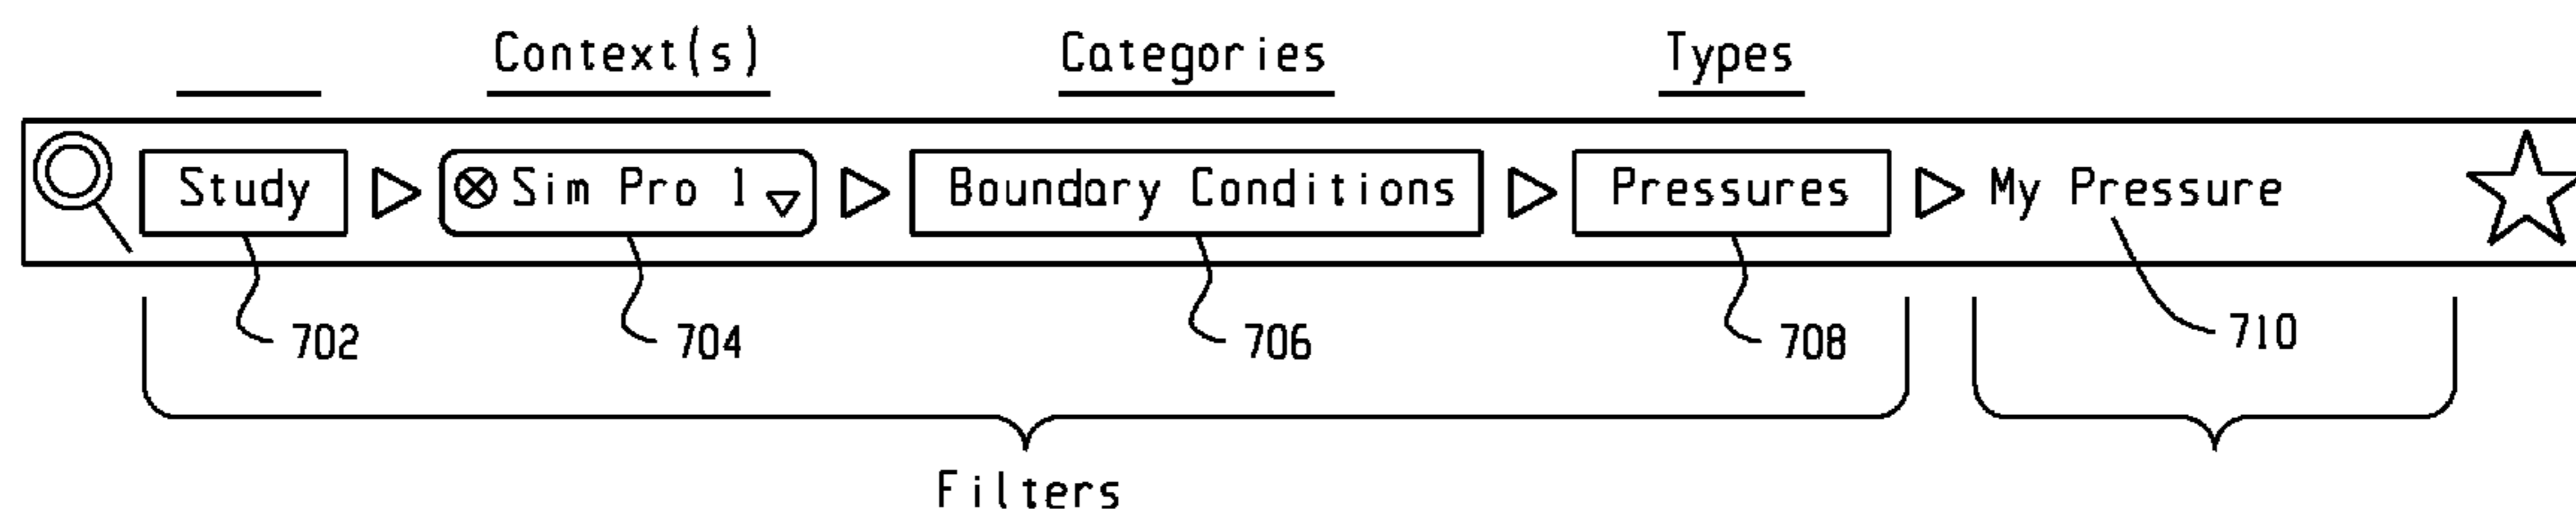 Context(s) Categories Types
Study Sim Pro 1 Boundary Conditions Pressures My Pressure
702 704 706 708 710
Filters